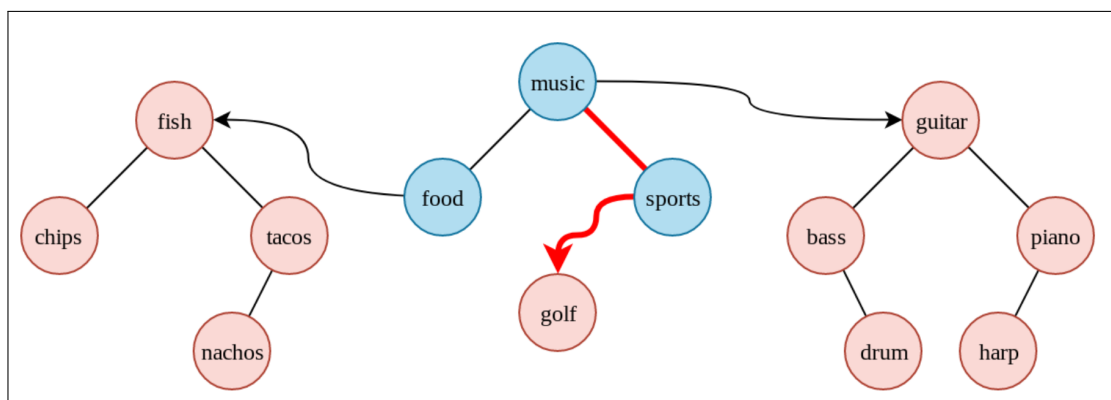 music
fish
guitar
food
sports
chips
tacos
bass
piano
golf
nachos
drum
harp